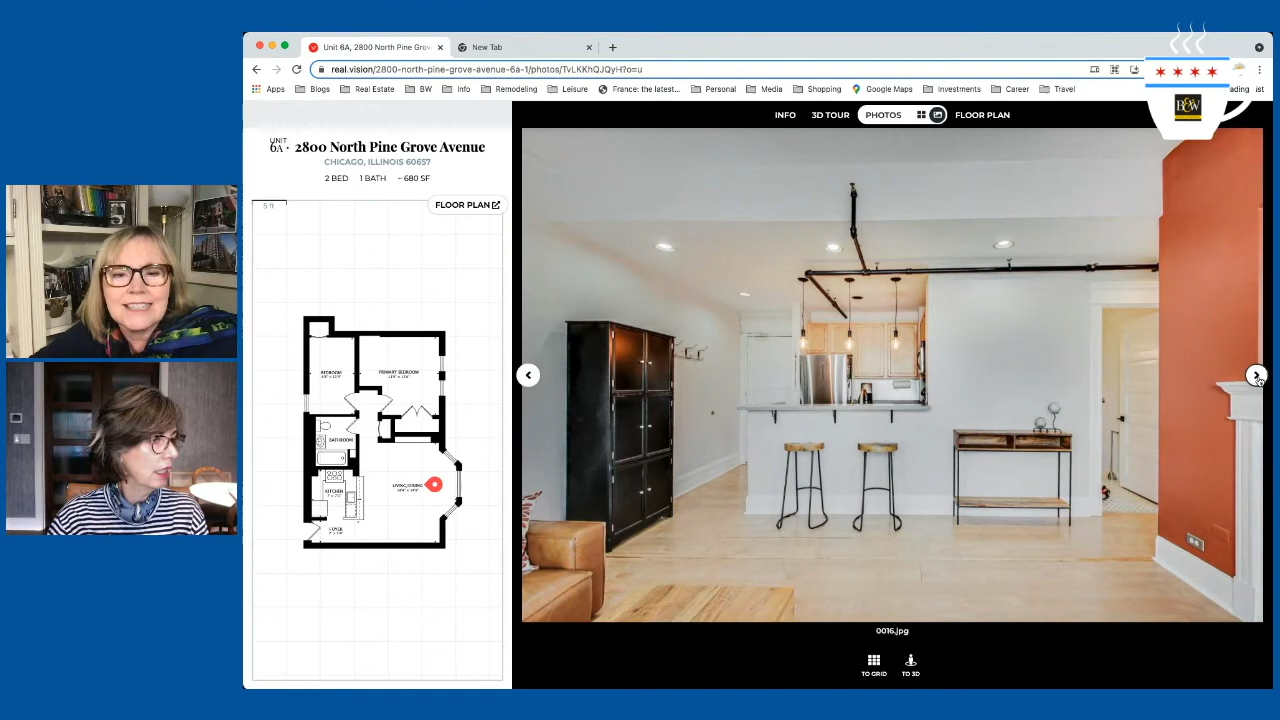 Unit 6A, 2800 North Pine Grov
New Tab
real.vision/2800-north-pine-grove-avenue-6a-1/photos/TvLKKhQJQyH?o=u
Apps
Blogs
Real Estate
BW
Info
Remodeling
Leisure
France: the latest...
Personal
Media
Shopping
Google Maps
Investments
Career
Travel
ading
ist
B&W
INFO
3D TOUR
PHOTOS
FLOOR PLAN
UNIT
6A · 2800 North Pine Grove Avenue
CHICAGO, ILLINOIS 60657
2 BED 1 BATH ~ 680 SF
5 ft
FLOOR PLAN
BEDROOM
PRIMARY BEDROOM
BATHROOM
KITCHEN
LIVING/DINING
FOYER
0016.jpg
TO GRID
TO 3D